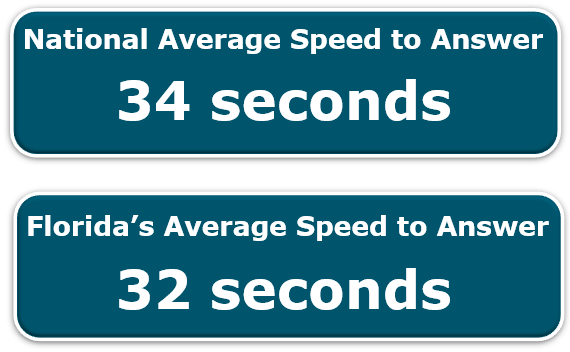 National Average Speed to Answer
34 seconds
Florida’s Average Speed to Answer
32 seconds